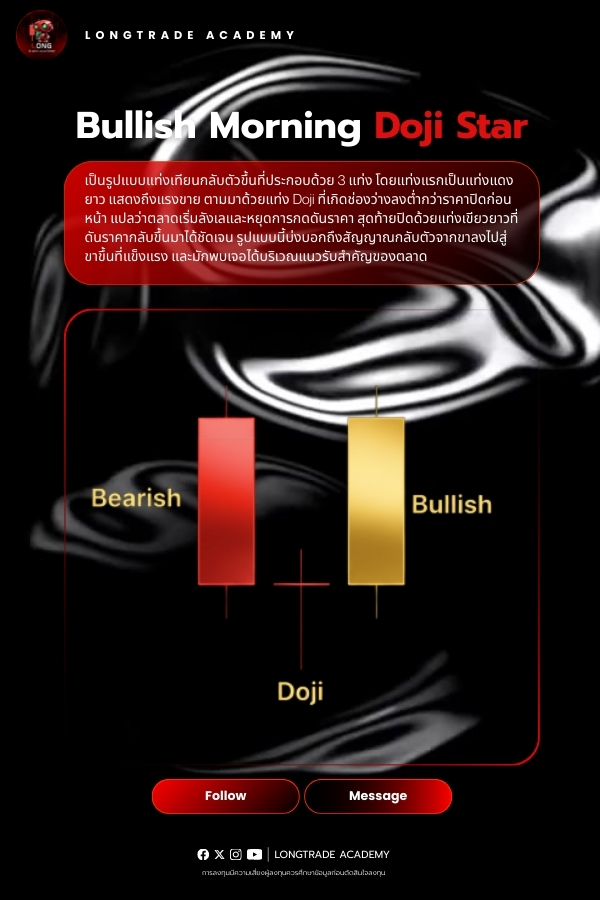 LONG
LONGTRADE ACADEMY
Bullish Morning Doji Star
เป็นรูปแบบแท่งเทียนกลับตัวขึ้นที่ประกอบด้วย 3 แท่ง โดยแท่งแรกเป็นแท่งแดง
ยาว แสดงถึงแรงขาย ตามมาด้วยแท่ง Doji ที่เกิดช่องว่างลงต่ำกว่าราคาปิดก่อน
หน้า แปลว่าตลาดเริ่มลังเลและหยุดการกดดันราคา สุดท้ายปิดด้วยแท่งเขียวยาวที่
ดันราคากลับขึ้นมาได้ชัดเจน รูปแบบนี้บ่งบอกถึงสัญญาณกลับตัวจากขาลงไปสู่
ขาขึ้นที่แข็งแรง และมักพบเจอได้บริเวณแนวรับสำคัญของตลาด
Bearish
Bullish
Doji
Follow
Message
LONGTRADE ACADEMY
การลงทุนมีความเสี่ยงผู้ลงทุนควรศึกษาข้อมูลก่อนตัดสินใจลงทุน